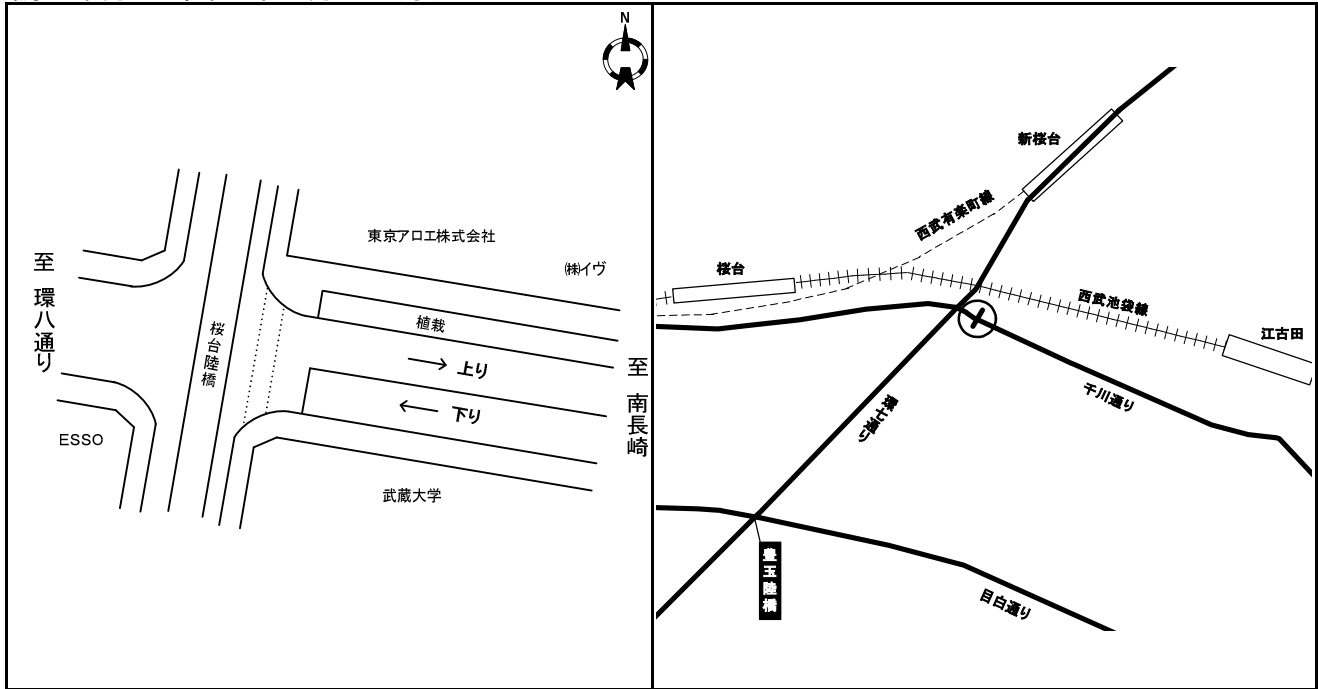 N
東京アロエ株式会社
㈱イヴ
至 環八通り
桜台陸橋
植栽
上り
下り
至 南長崎
ESSO
武蔵大学
新桜台
西武有楽町線
桜台
西武池袋線
江古田
千川通り
環七通り
豊玉陸橋
目白通り